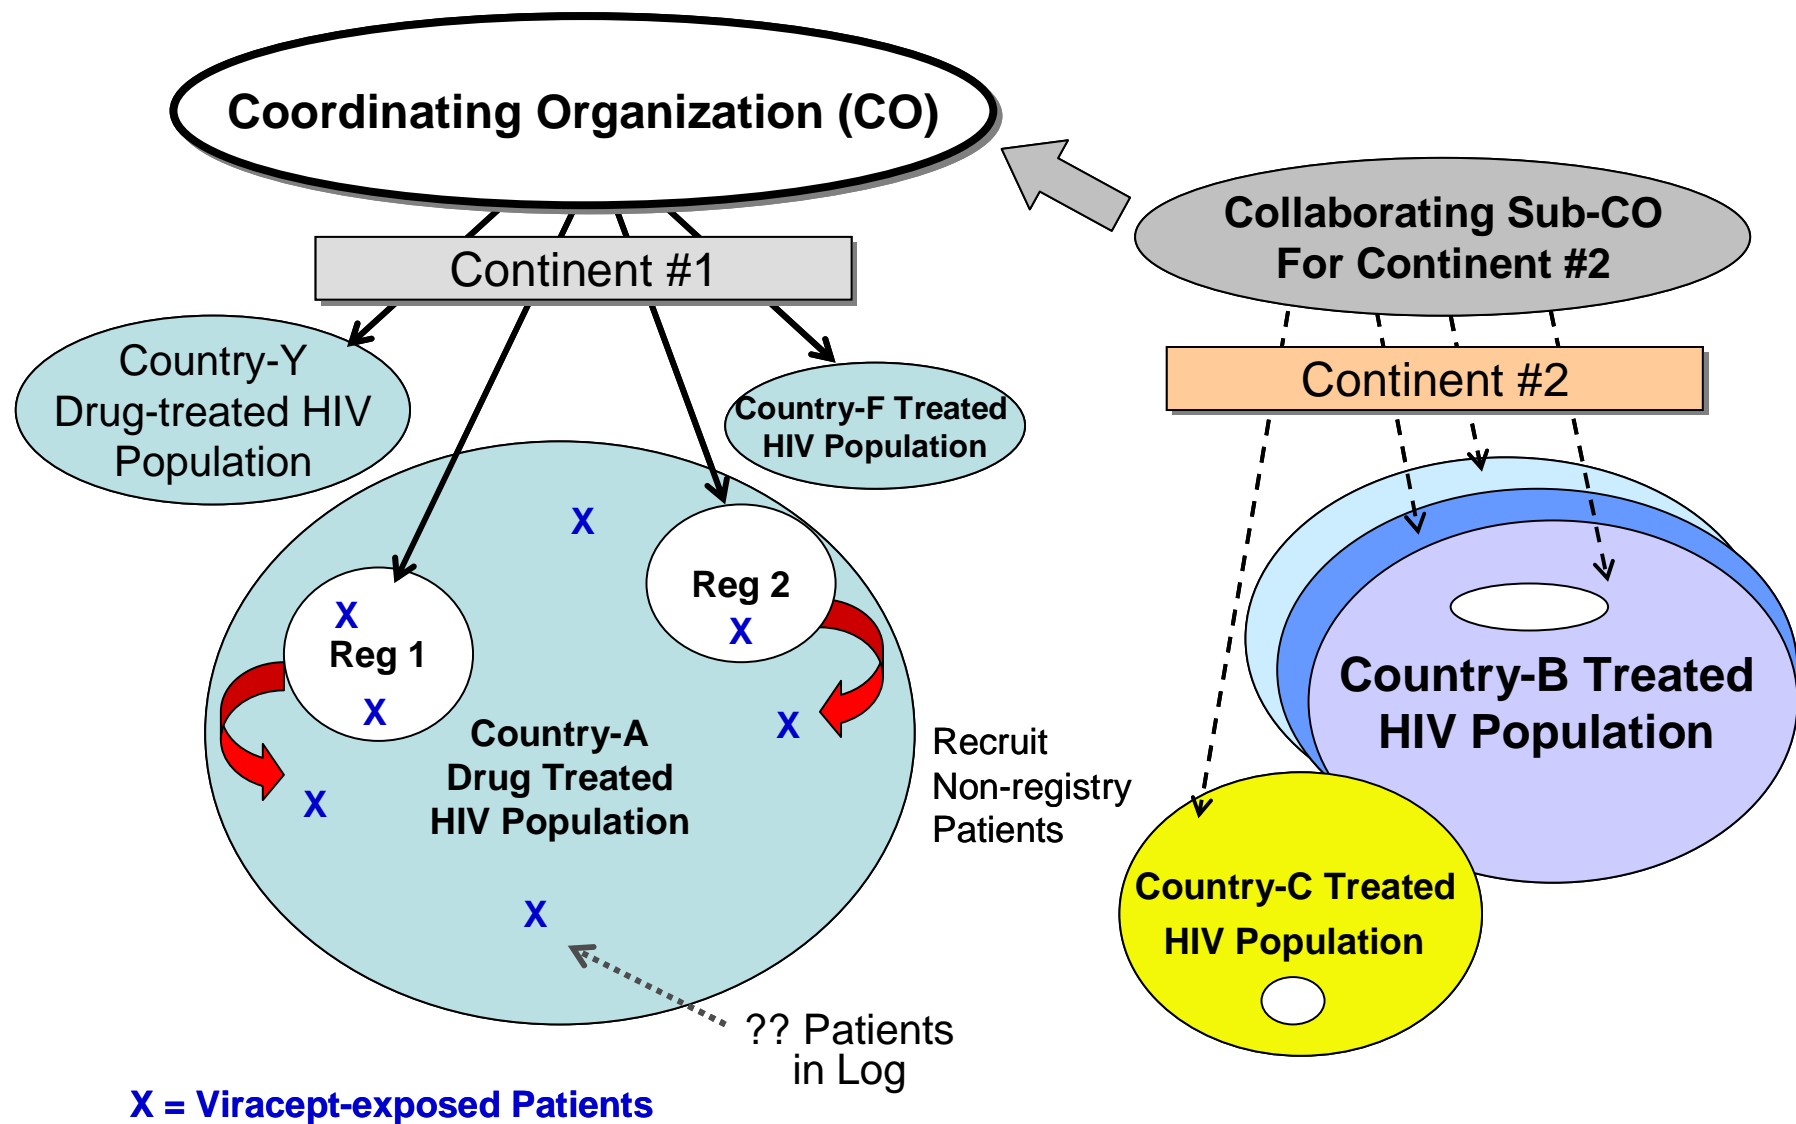 Coordinating Organization (CO)
Collaborating Sub-CO
For Continent #2
Continent #1
Continent #2
Country-Y
Drug-treated HIV
Population
Country-F Treated
HIV Population
X
Reg 2
X
X
Reg 1
X
Country-A
Drug Treated
HIV Population
X
X
X
Recruit
Non-registry
Patients
Country-B Treated
HIV Population
Country-C Treated
HIV Population
?? Patients
in Log
X = Viracept-exposed Patients